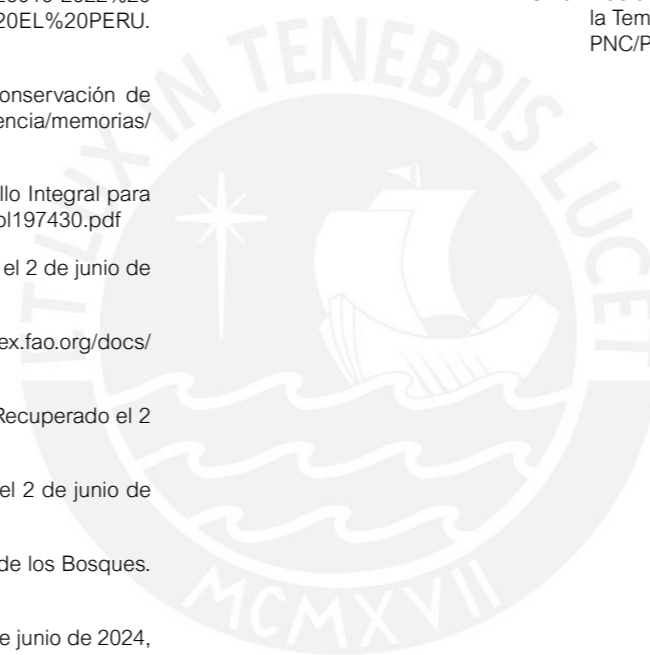 20EL%20PERU.
onservación de
encia/memorias/
llo Integral para
ol197430.pdf
el 2 de junio de
ex.fao.org/docs/
Recuperado el 2
el 2 de junio de
de los Bosques.
e junio de 2024,
la Tem
PNC/P
ET LUX IN TENEBRIS LUCET
MCMXVII